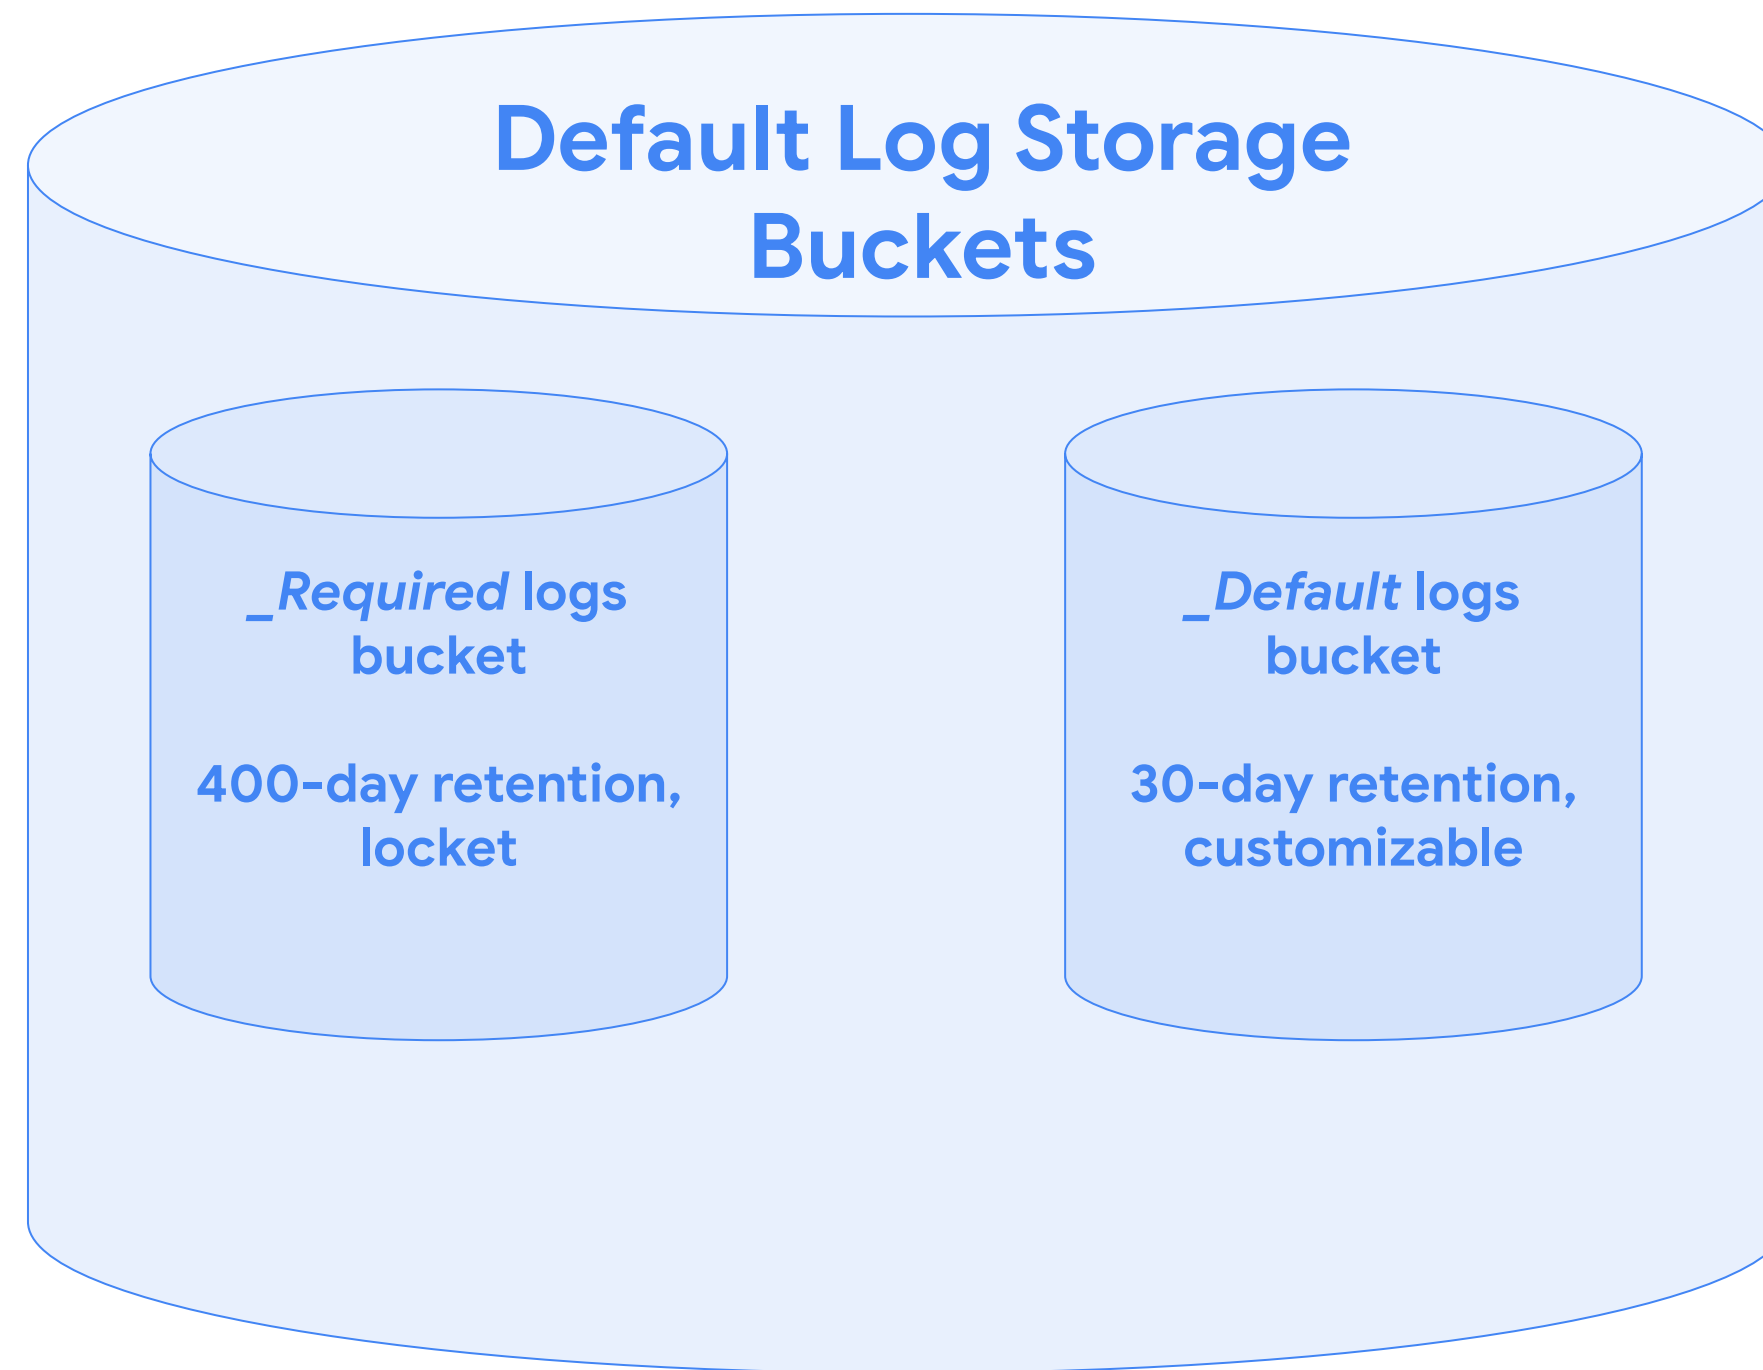 Default Log Storage
Buckets
_Required logs
bucket
400-day retention,
locket
_Default logs
bucket
30-day retention,
customizable